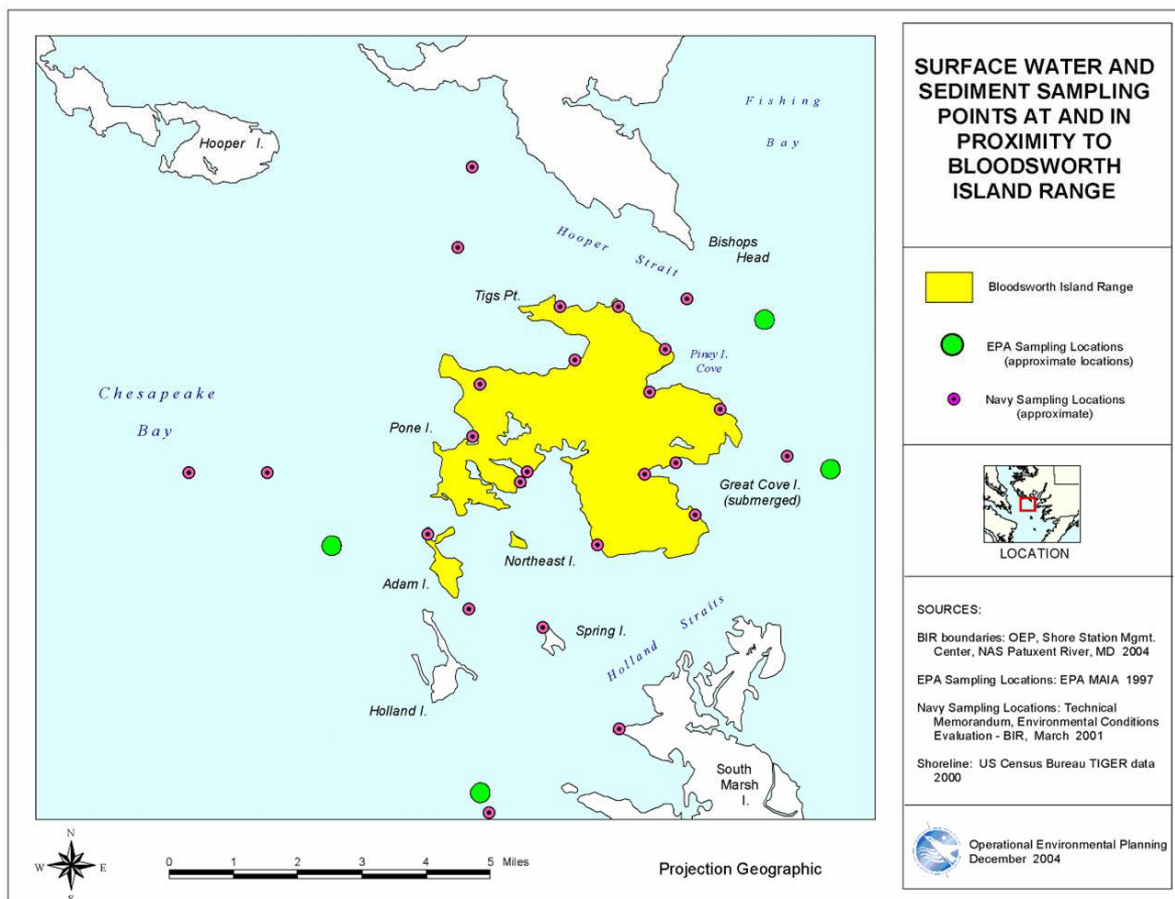 SURFACE WATER AND
SEDIMENT SAMPLING
POINTS AT AND IN
PROXIMITY TO
BLOODSWORTH
ISLAND RANGE
Fishing
Bay
Hooper I.
Hooper Strait
Bishops
Head
Tigs Pt.
Piney I.
Cove
Chesapeake
Bay
Pone I.
Great Cove I.
(submerged)
Northeast I.
Adam I.
Spring I.
Holland Straits
Holland I.
South
Marsh
I.
Bloodsworth Island Range
EPA Sampling Locations
(approximate locations)
Navy Sampling Locations
(approximate)
LOCATION
SOURCES:
BIR boundaries: OEP, Shore Station Mgmt.
Center, NAS Patuxent River, MD 2004
EPA Sampling Locations: EPA MAIA 1997
Navy Sampling Locations: Technical
Memorandum, Environmental Conditions
Evaluation - BIR, March 2001
Shoreline: US Census Bureau TIGER data
2000
Operational Environmental Planning
December 2004
N
W E
S
0 1 2 3 4 5 Miles
Projection Geographic